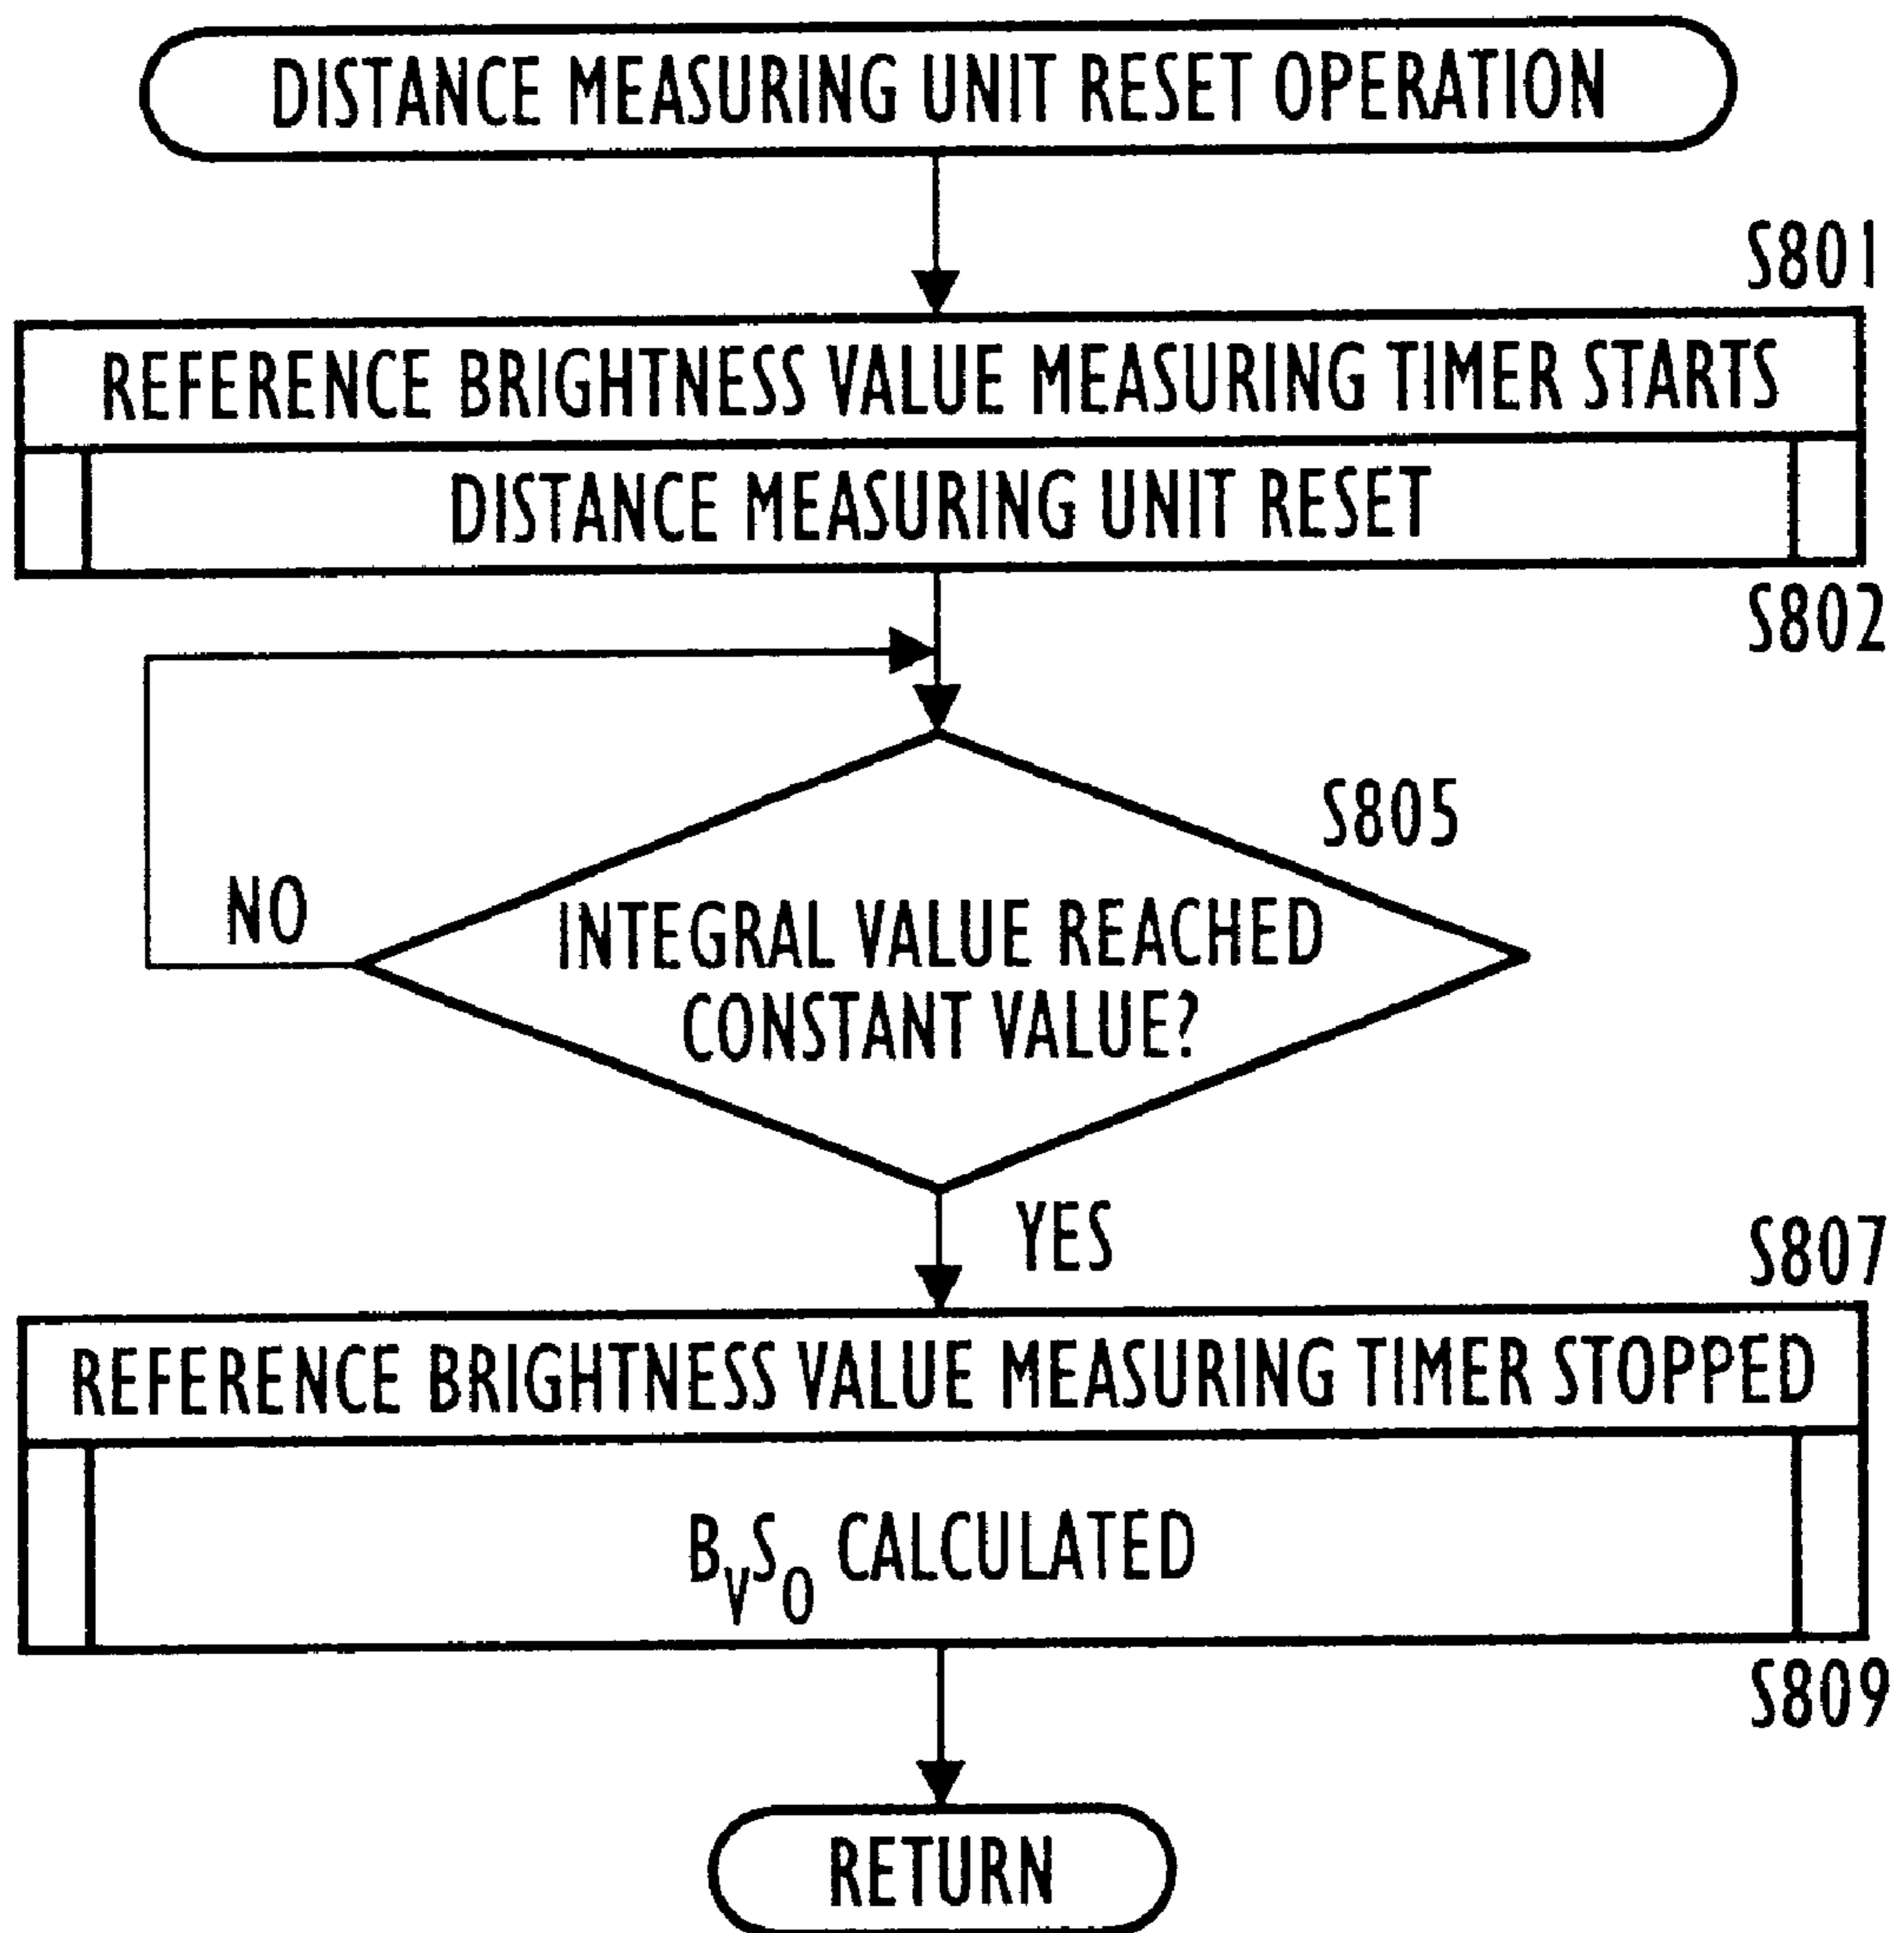 DISTANCE MEASURING UNIT RESET OPERATION
S801
REFERENCE BRIGHTNESS VALUE MEASURING TIMER STARTS
DISTANCE MEASURING UNIT RESET
S802
S805
NO
INTEGRAL VALUE REACHED
CONSTANT VALUE?
YES
S807
REFERENCE BRIGHTNESS VALUE MEASURING TIMER STOPPED
BVSO CALCULATED
S809
RETURN